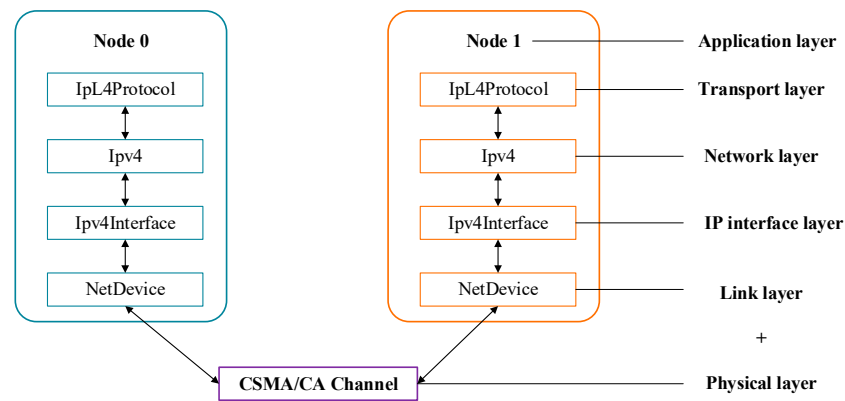 Node 0
Node 1
Application layer
IpL4Protocol
IpL4Protocol
Transport layer
Ipv4
Ipv4
Network layer
Ipv4Interface
Ipv4Interface
IP interface layer
NetDevice
NetDevice
Link layer
+
CSMA/CA Channel
Physical layer